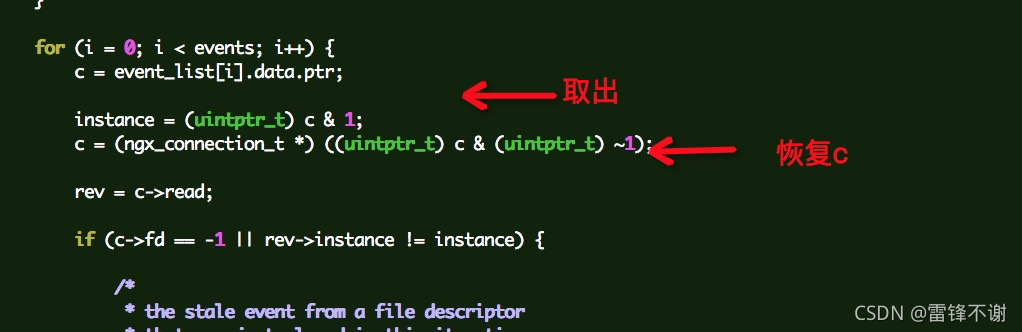 }
for (i = 0; i < events; i++) {
c = event_list[i].data.ptr;
取出
instance = (uintptr_t) c & 1;
c = (ngx_connection_t *) ((uintptr_t) c & (uintptr_t) ~1);
恢复c
rev = c->read;
if (c->fd == -1 || rev->instance != instance) {
/*
* the stale event from a file descriptor
CSDN @雷锋不谢